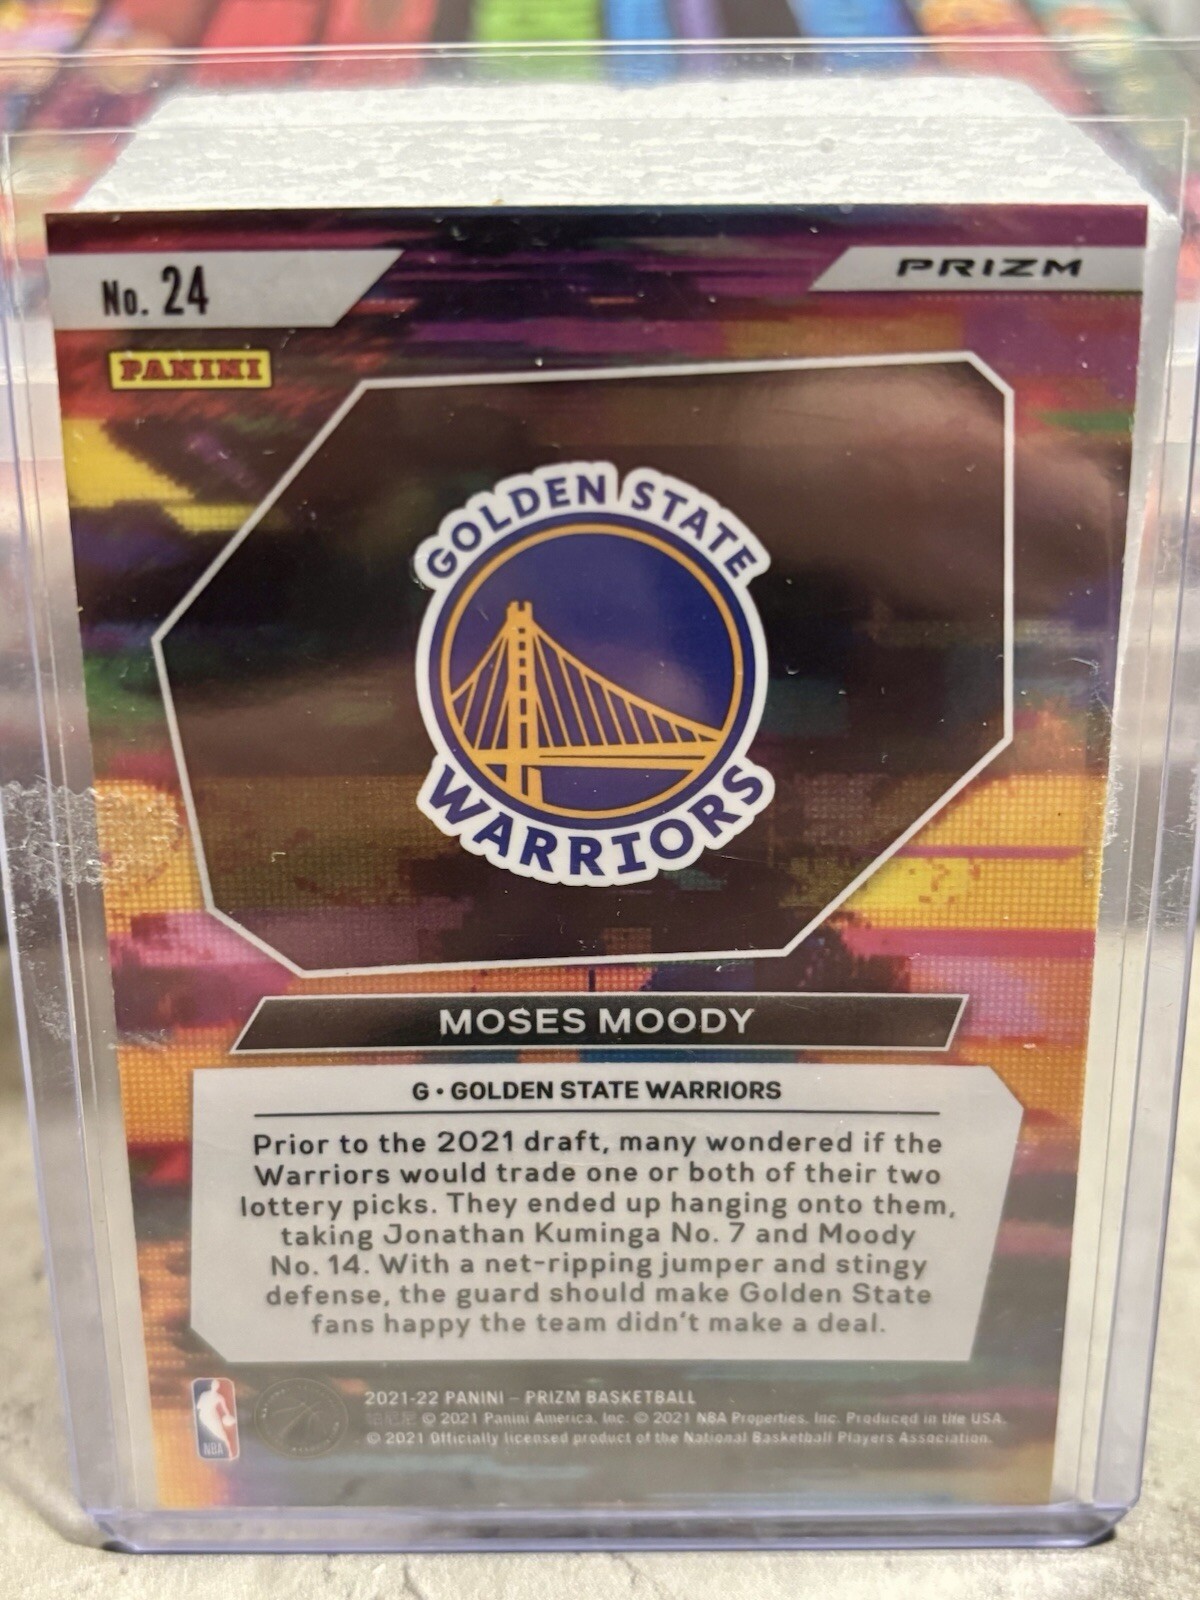 No. 24
PRIZM
PANINI
GOLDEN STATE
WARRIORS
MOSES MOODY
G • GOLDEN STATE WARRIORS
Prior to the 2021 draft, many wondered if the
Warriors would trade one or both of their two
lottery picks. They ended up hanging onto them,
taking Jonathan Kuminga No. 7 and Moody
No. 14. With a net-ripping jumper and stingy
defense, the guard should make Golden State
fans happy the team didn't make a deal.
NBA
2021-22 PANINI – PRIZM BASKETBALL
© 2021 Panini America, Inc. © 2021 NBA Properties, Inc. Produced in the USA.
© 2021 Officially licensed product of the National Basketball Players Association.